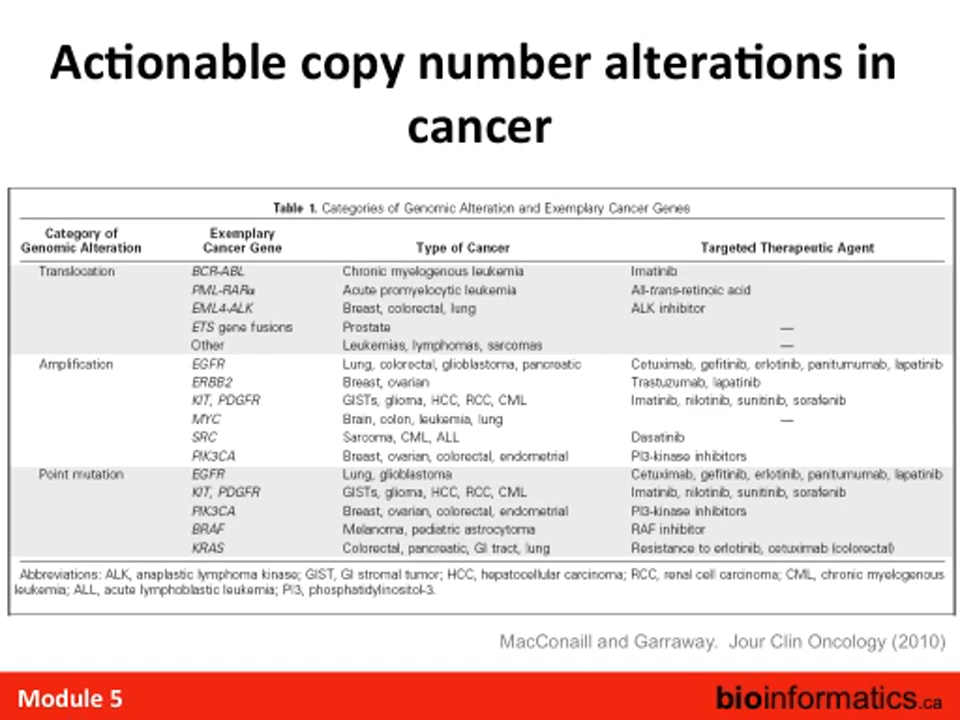 Actionable copy number alterations in
cancer
Table 1. Categories of Genomic Alteration and Exemplary Cancer Genes
Category of Genomic Alteration Exemplary Cancer Gene Type of Cancer Targeted Therapeutic Agent
Translocation BCR-ABL Chronic myelogenous leukemia Imatinib
PML-RARα Acute promyelocytic leukemia All-trans-retinoic acid
EML4-ALK Breast, colorectal, lung ALK inhibitor
ETS gene fusions Prostate —
Other Leukemias, lymphomas, sarcomas —
Amplification EGFR Lung, colorectal, glioblastoma, pancreatic Cetuximab, gefitinib, erlotinib, panitumumab, lapatinib
ERBB2 Breast, ovarian Trastuzumab, lapatinib
KIT, PDGFR GISTs, glioma, HCC, RCC, CML Imatinib, nilotinib, sunitinib, sorafenib
MYC Brain, colon, leukemia, lung —
SRC Sarcoma, CML, ALL Dasatinib
PIK3CA Breast, ovarian, colorectal, endometrial PI3-kinase inhibitors
Point mutation EGFR Lung, glioblastoma Cetuximab, gefitinib, erlotinib, panitumumab, lapatinib
KIT, PDGFR GISTs, glioma, HCC, RCC, CML Imatinib, nilotinib, sunitinib, sorafenib
PIK3CA Breast, ovarian, colorectal, endometrial PI3-kinase inhibitors
BRAF Melanoma, pediatric astrocytoma RAF inhibitor
KRAS Colorectal, pancreatic, GI tract, lung Resistance to erlotinib, cetuximab (colorectal)
Abbreviations: ALK, anaplastic lymphoma kinase; GIST, GI stromal tumor; HCC, hepatocellular carcinoma; RCC, renal cell carcinoma; CML, chronic myelogenous
leukemia; ALL, acute lymphoblastic leukemia; PI3, phosphatidylinositol-3.
MacConaill and Garraway. Jour Clin Oncology (2010)
Module 5
bioinformatics.ca